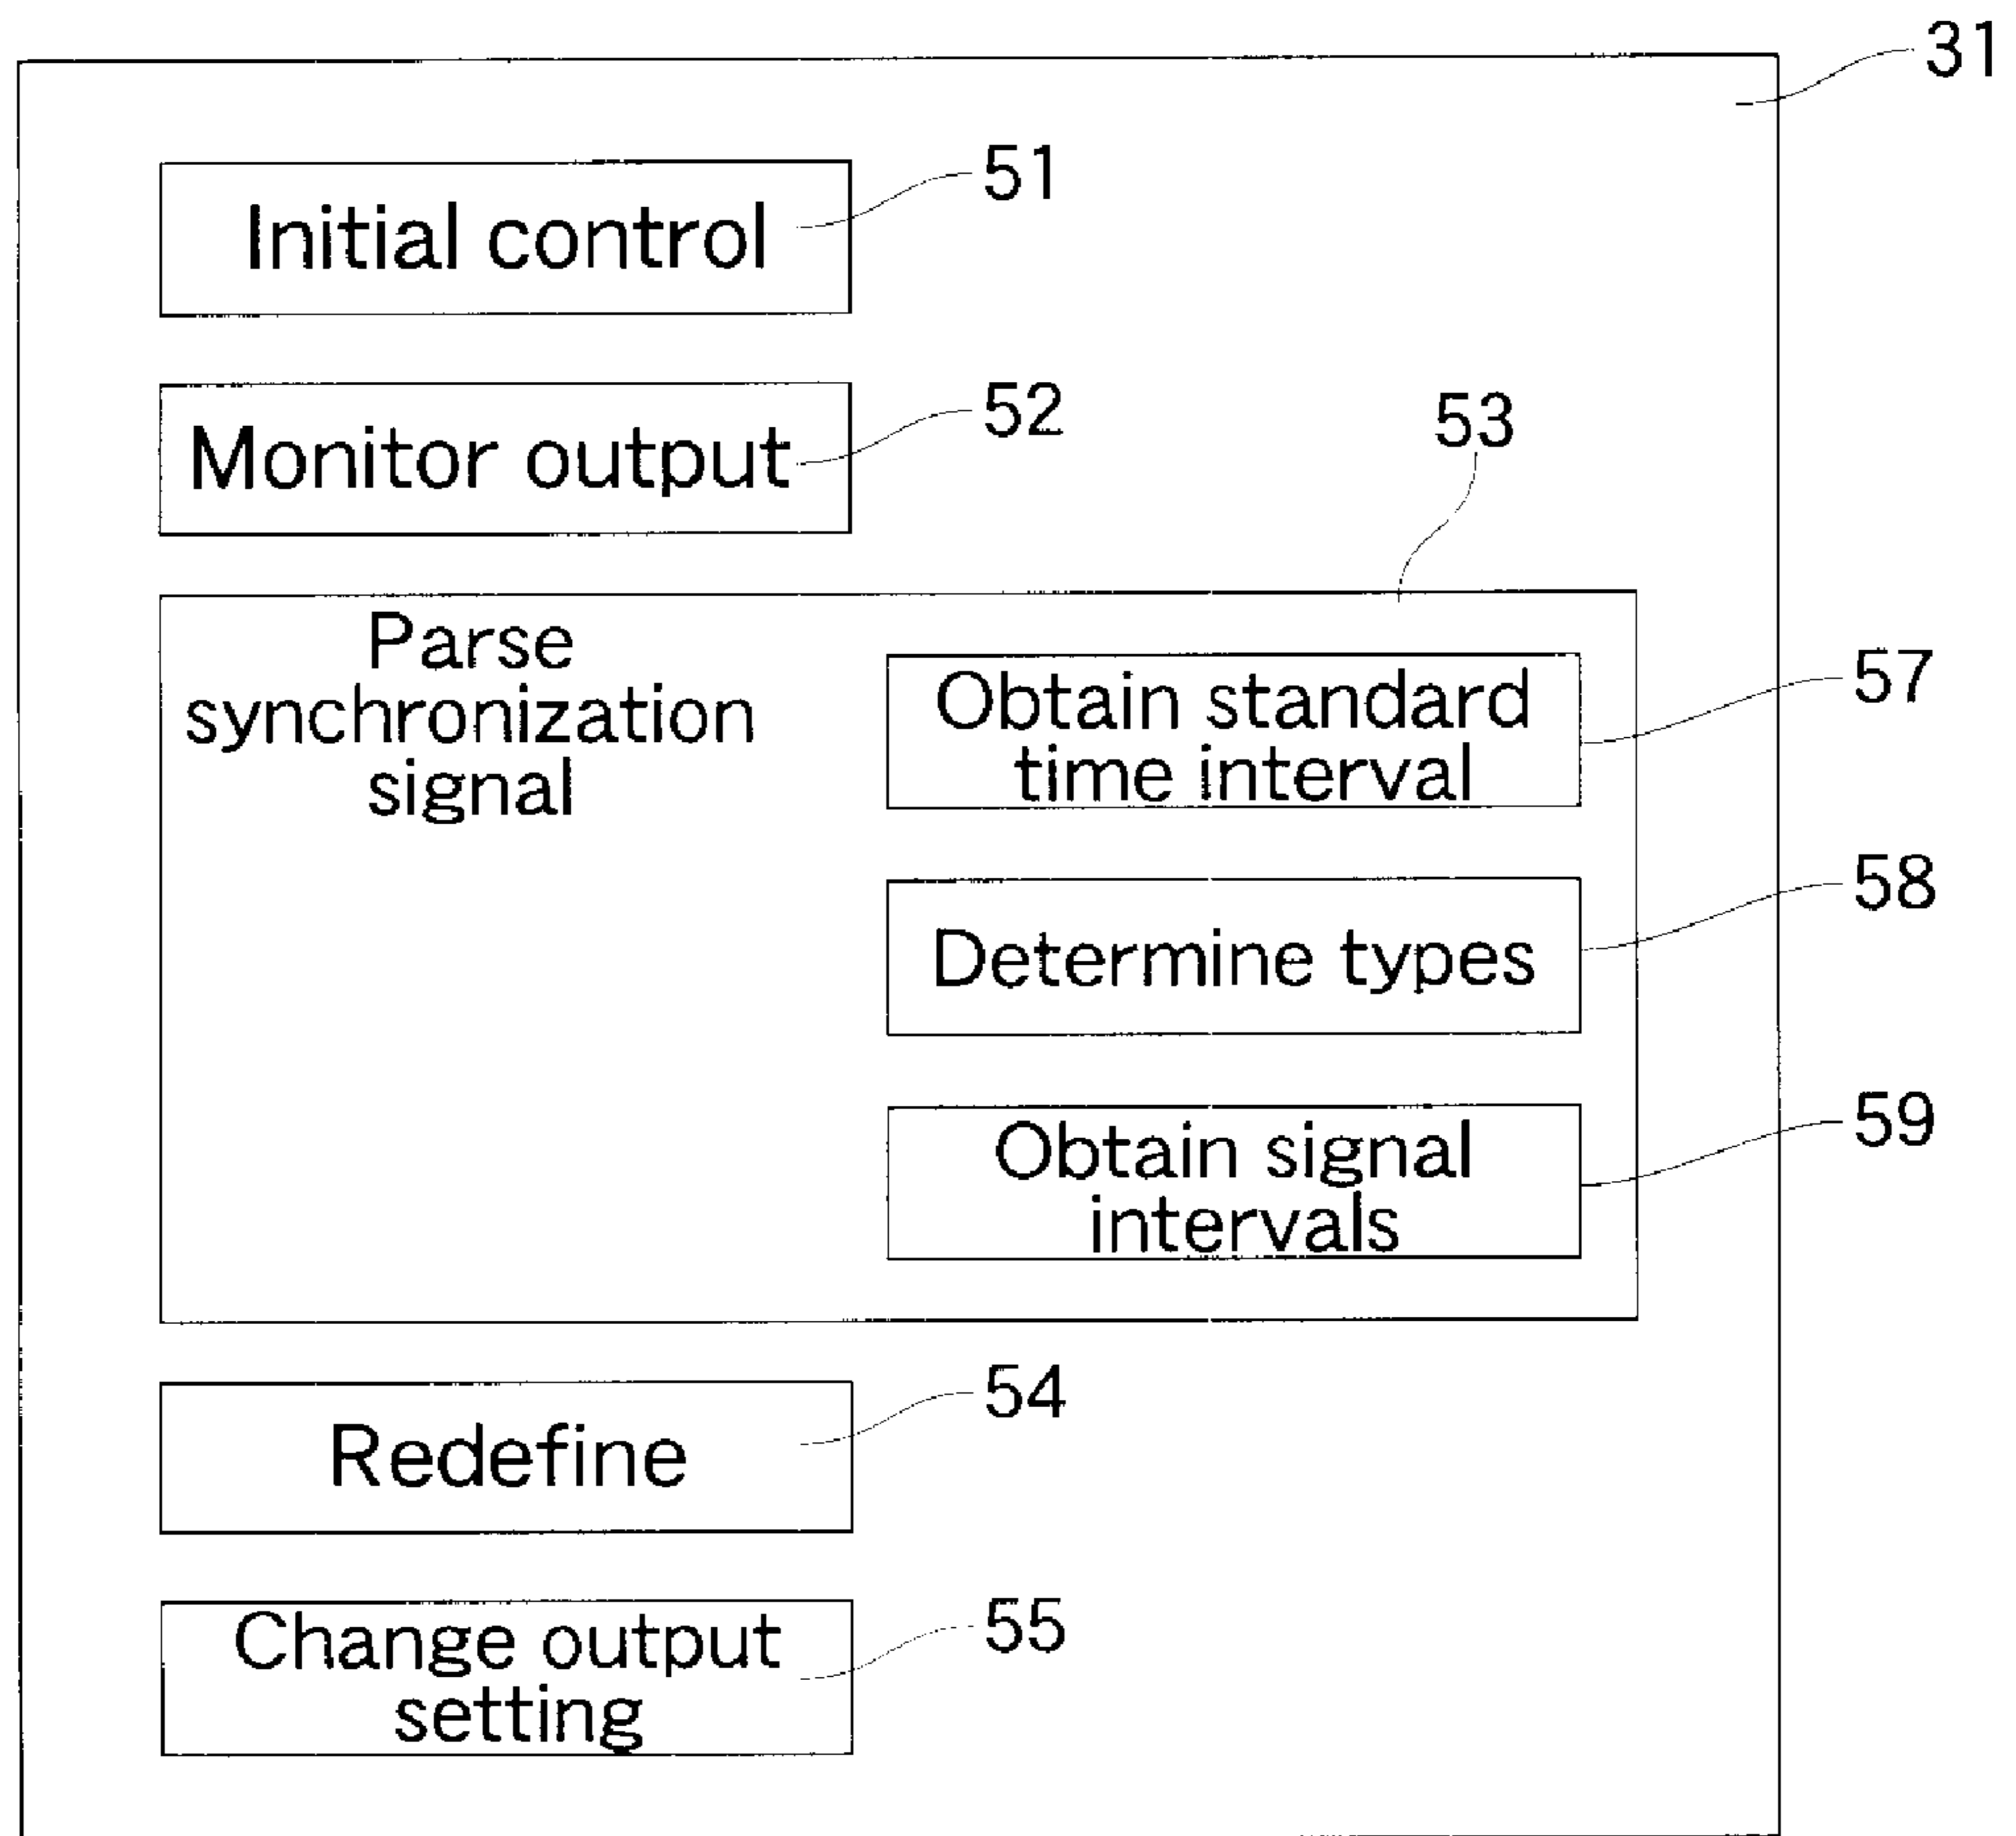 31
Initial control
51
Monitor output
52
53
Parse
synchronization
signal
Obtain standard
time interval
57
Determine types
58
Obtain signal
intervals
59
Redefine
54
Change output
setting
55